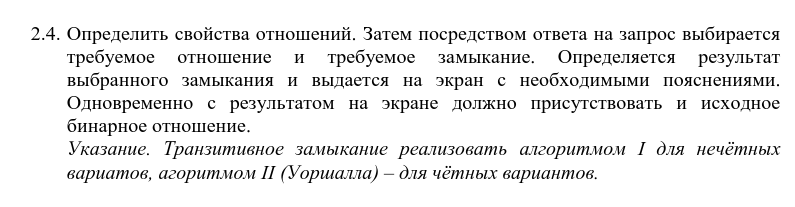 2.4. Определить свойства отношений. Затем посредством ответа на запрос выбирается
требуемое отношение и требуемое замыкание. Определяется результат
выбранного замыкания и выдается на экран с необходимыми пояснениями.
Одновременно с результатом на экране должно присутствовать и исходное
бинарное отношение.
Указание. Транзитивное замыкание реализовать алгоритмом I для нечётных
вариатов, агоритмом II (Уоршалла) – для чётных вариантов.